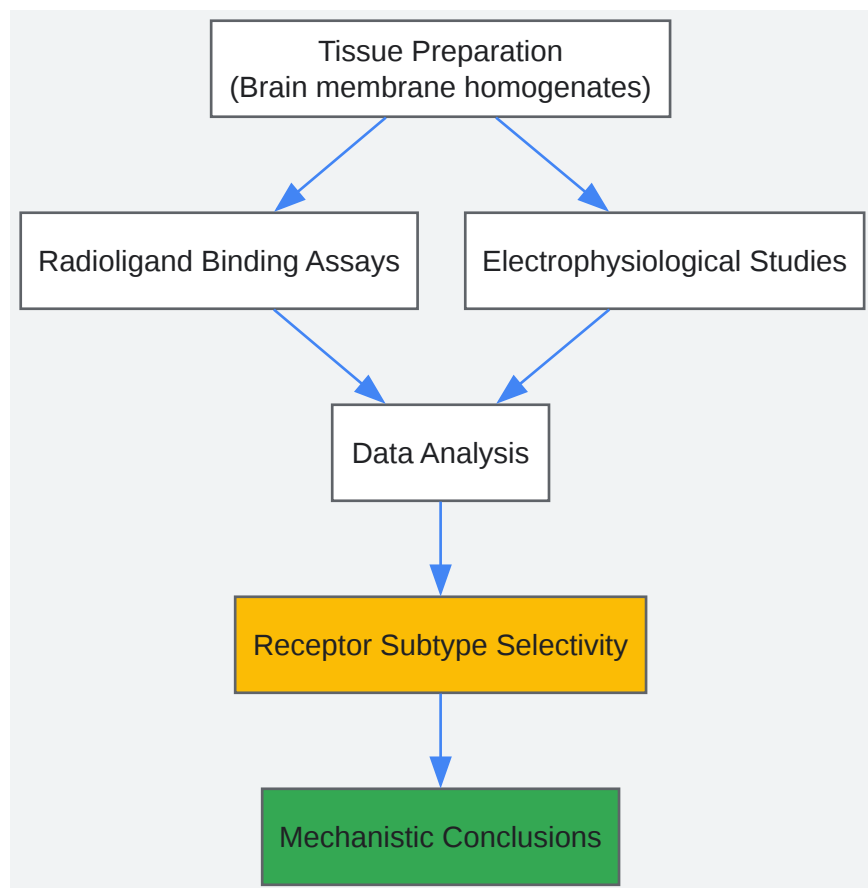 Tissue Preparation
(Brain membrane homogenates)
Radioligand Binding Assays
Electrophysiological Studies
Data Analysis
Receptor Subtype Selectivity
Mechanistic Conclusions